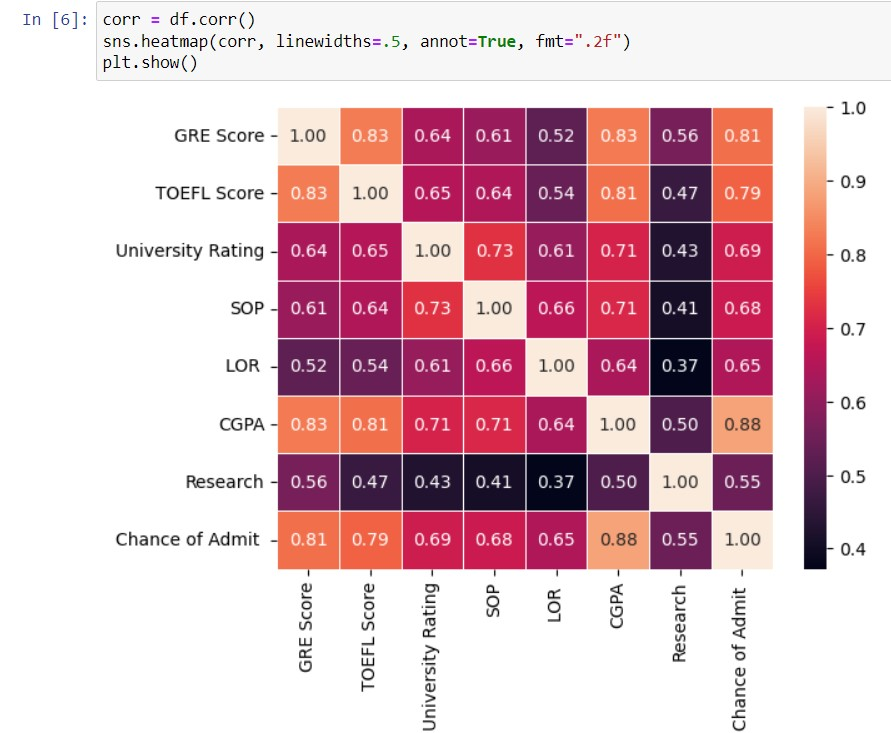 In [6]: corr = df.corr()
sns.heatmap(corr, linewidths=.5, annot=True, fmt=".2f")
plt.show()
GRE Score 1.00 0.83 0.64 0.61 0.52 0.83 0.56 0.81
TOEFL Score 0.83 1.00 0.65 0.64 0.54 0.81 0.47 0.79
University Rating 0.64 0.65 1.00 0.73 0.61 0.71 0.43 0.69
SOP 0.61 0.64 0.73 1.00 0.66 0.71 0.41 0.68
LOR 0.52 0.54 0.61 0.66 1.00 0.64 0.37 0.65
CGPA 0.83 0.81 0.71 0.71 0.64 1.00 0.50 0.88
Research 0.56 0.47 0.43 0.41 0.37 0.50 1.00 0.55
Chance of Admit 0.81 0.79 0.69 0.68 0.65 0.88 0.55 1.00
GRE Score
TOEFL Score
University Rating
SOP
LOR
CGPA
Research
Chance of Admit
1.0
0.9
0.8
0.7
0.6
0.5
0.4